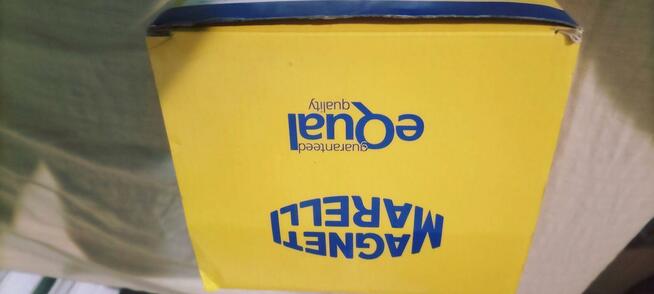 MAGNETI
MARELLI
guaranteed
eQual
quality